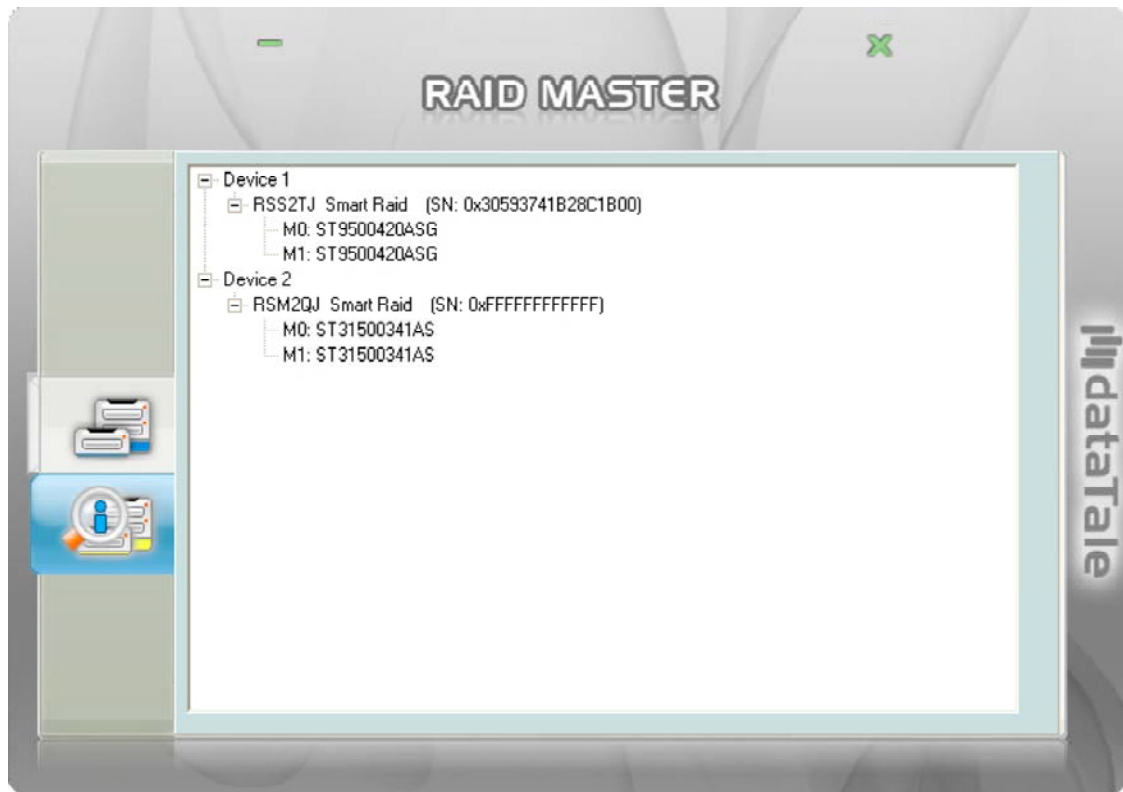 RAID MASTER
Device 1
RSS2TJ Smart Raid (SN: 0x30593741B28C1B00)
M0: ST9500420ASG
M1: ST9500420ASG
Device 2
RSM2QJ Smart Raid (SN: 0xFFFFFFFFFFFF)
M0: ST31500341AS
M1: ST31500341AS
dataTale